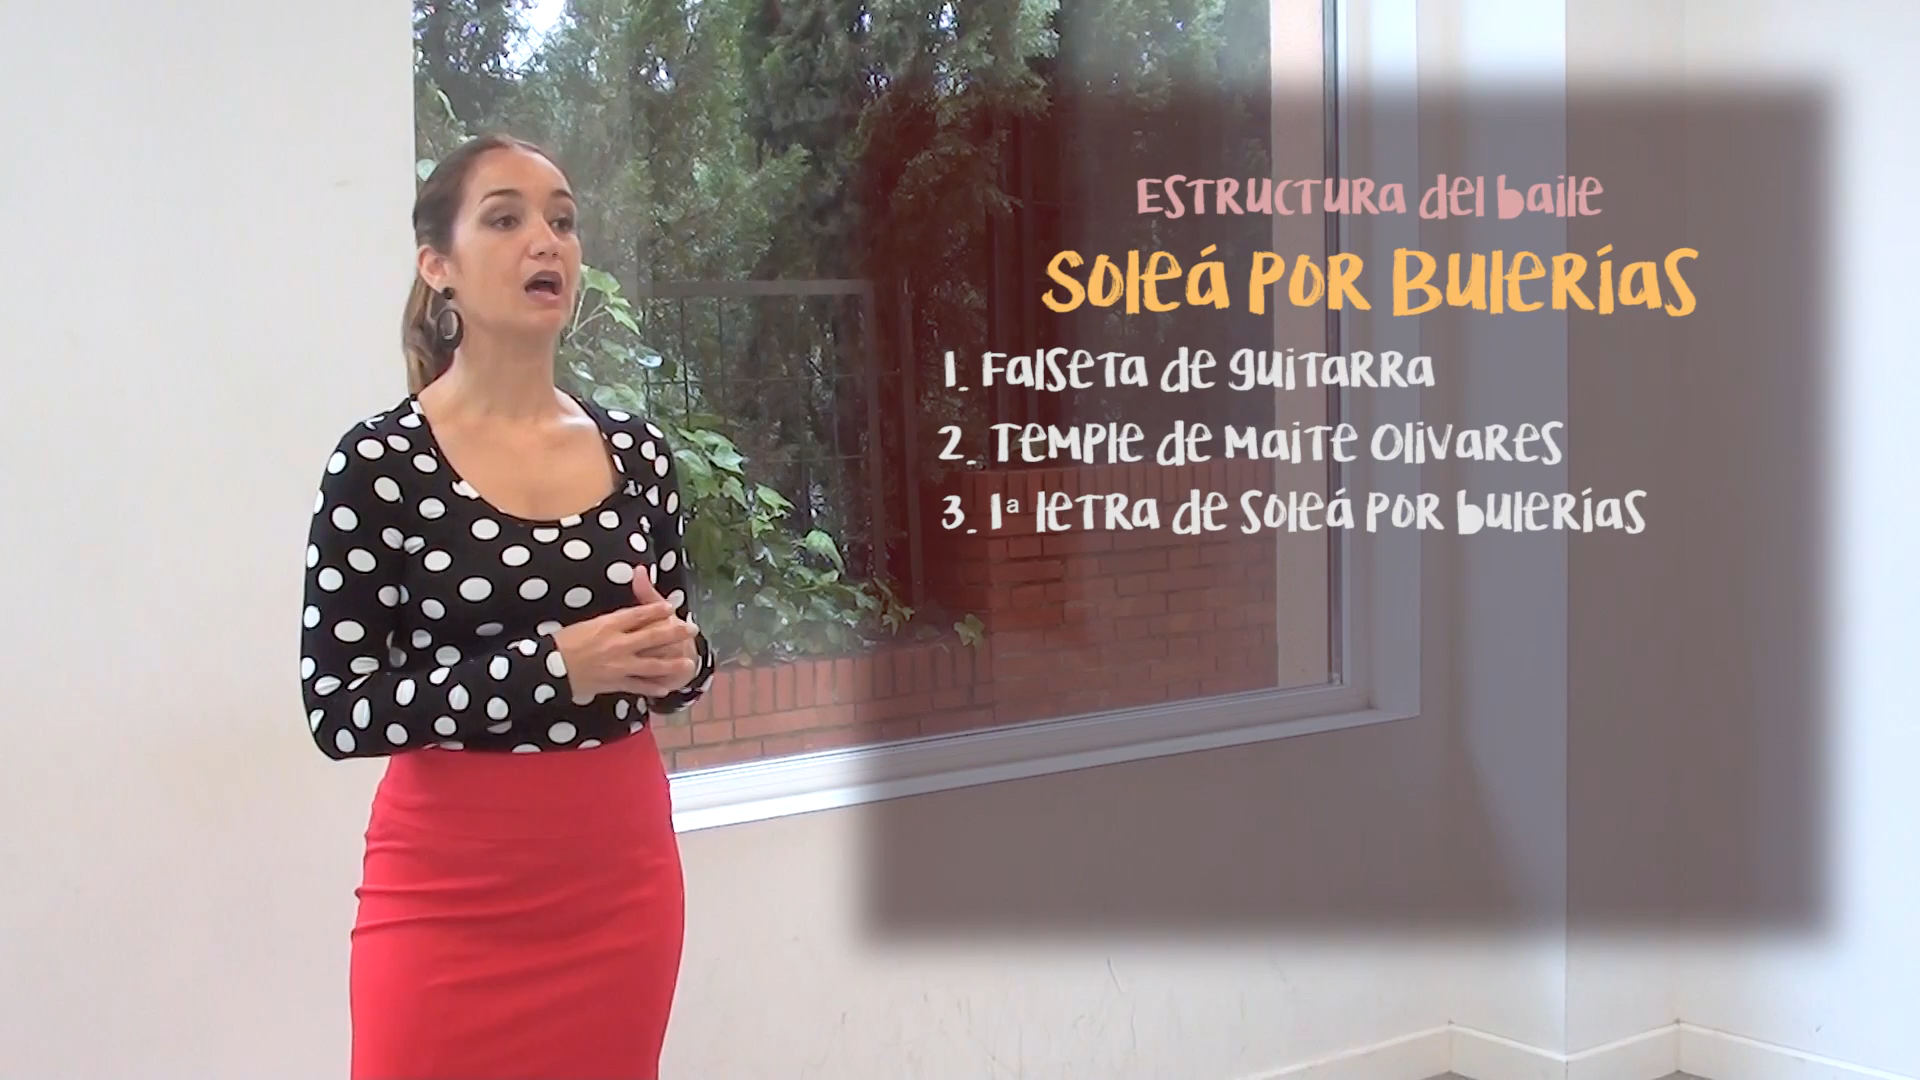 ESTRUCTURA del baile
Soleá por Bulerías
1. Falseta de guitarra
2. Temple de Maite Olivares
3. 1ª letra de soleá por bulerías